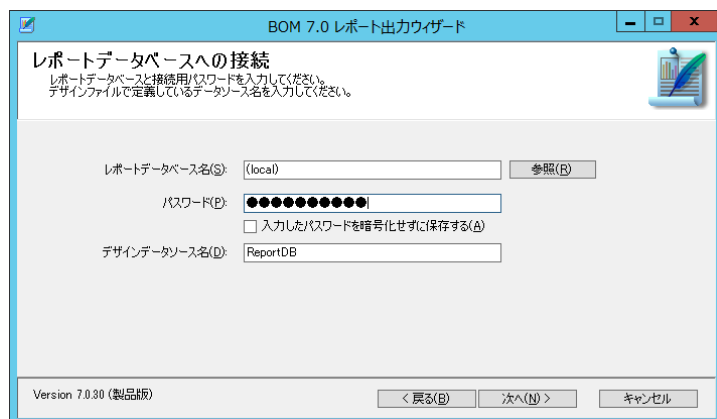 BOM 7.0 レポート出力ウィザード
レポートデータベースへの接続
レポートデータベースと接続用パスワードを入力してください。
デザインファイルで定義しているデータソース名を入力してください。
レポートデータベース名(S): (local) 参照(R)
パスワード(P): ●●●●●●●●●●
入力したパスワードを暗号化せずに保存する(A)
デザインデータソース名(D): ReportDB
Version 7.0.30 (製品版) < 戻る(B) 次へ(N) > キャンセル